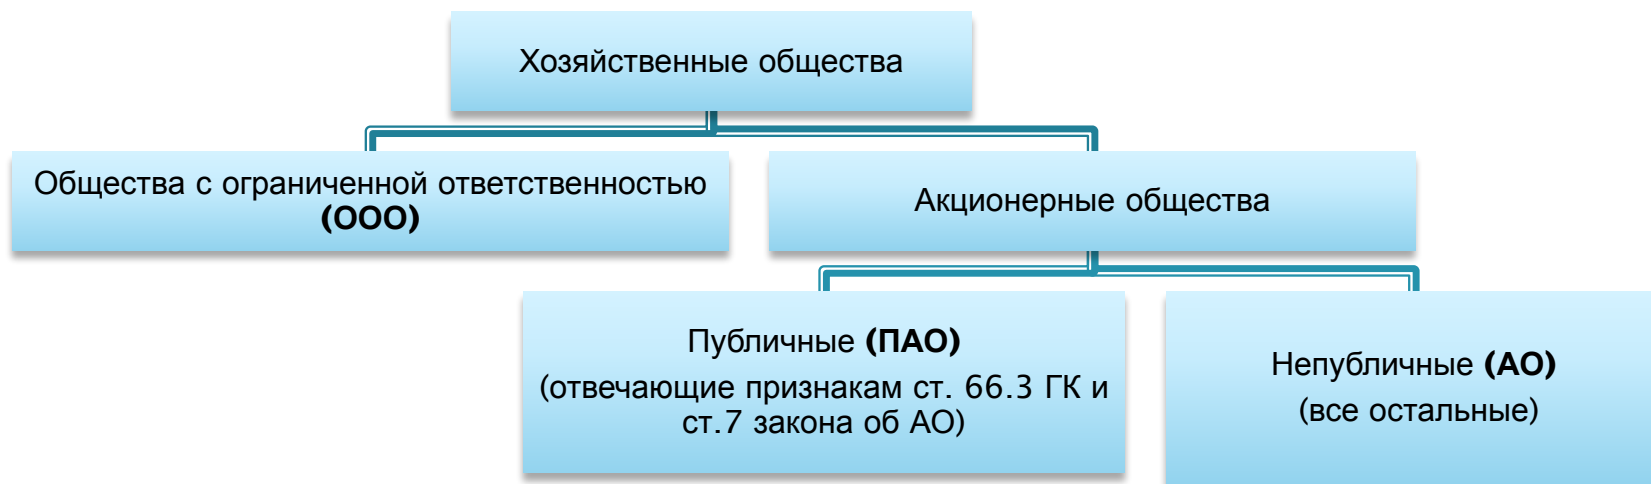 Хозяйственные общества
Общества с ограниченной ответственностью
(ООО)
Акционерные общества
Публичные (ПАО)
(отвечающие признакам ст. 66.3 ГК и
ст.7 закона об АО)
Непубличные (АО)
(все остальные)